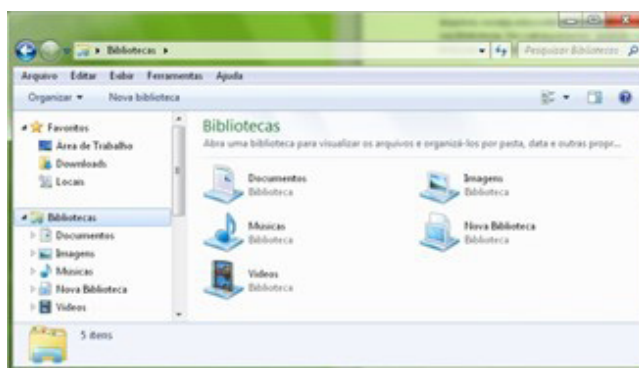 Bibliotecas
Pesquisar Bibliotecas
Arquivo Editar Exibir Ferramentas Ajuda
Organizar Nova biblioteca
Favoritos
Área de Trabalho
Downloads
Locais
Bibliotecas
Documentos
Imagens
Músicas
Nova Biblioteca
Vídeos
Bibliotecas
Abra uma biblioteca para visualizar os arquivos e organizá-los por pasta, data e outras propr...
Documentos
Biblioteca
Imagens
Biblioteca
Músicas
Biblioteca
Nova Biblioteca
Biblioteca
Vídeos
Biblioteca
5 itens